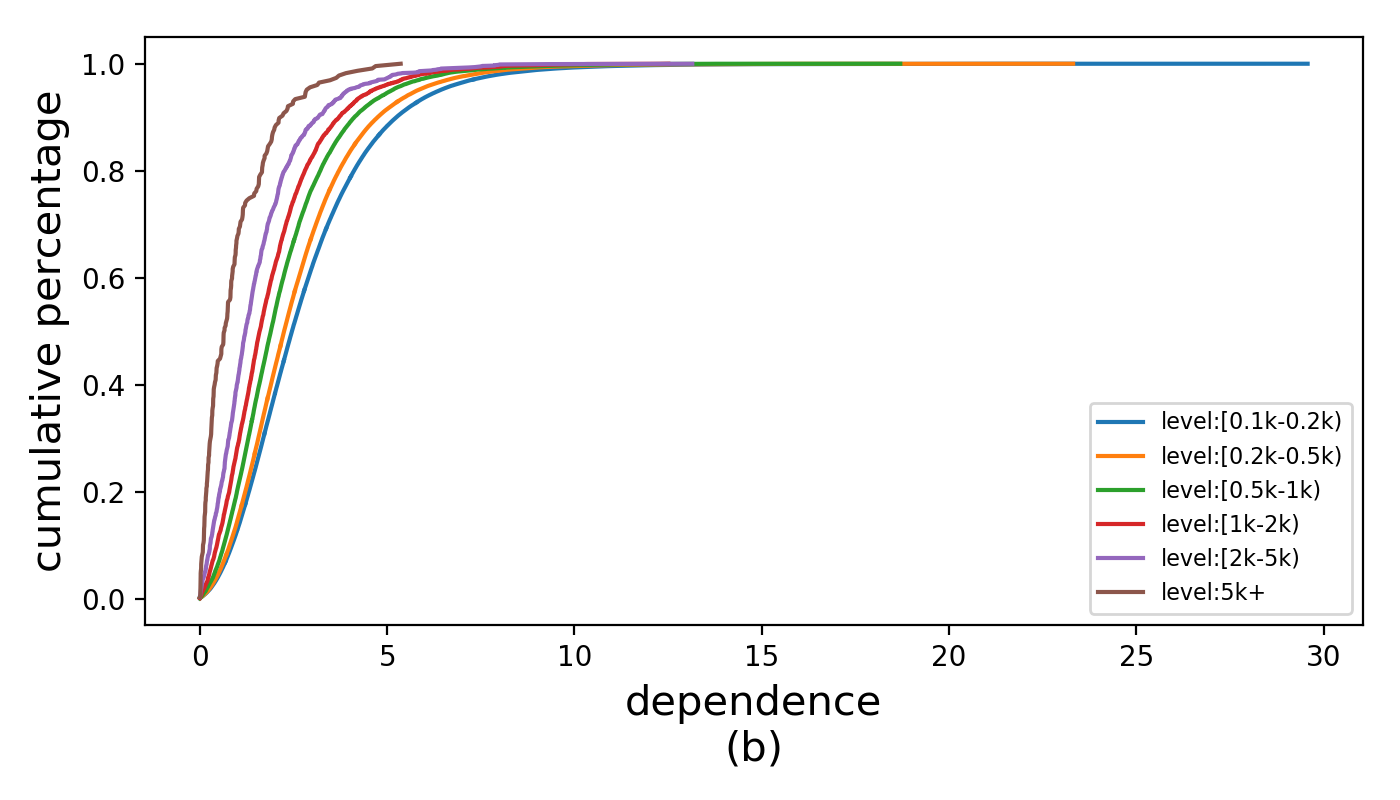 1.0
0.8
0.6
0.4
0.2
0.0
cumulative percentage
level:[0.1k-0.2k)
level:[0.2k-0.5k)
level:[0.5k-1k)
level:[1k-2k)
level:[2k-5k)
level:5k+
0 5 10 15 20 25 30
dependence
(b)